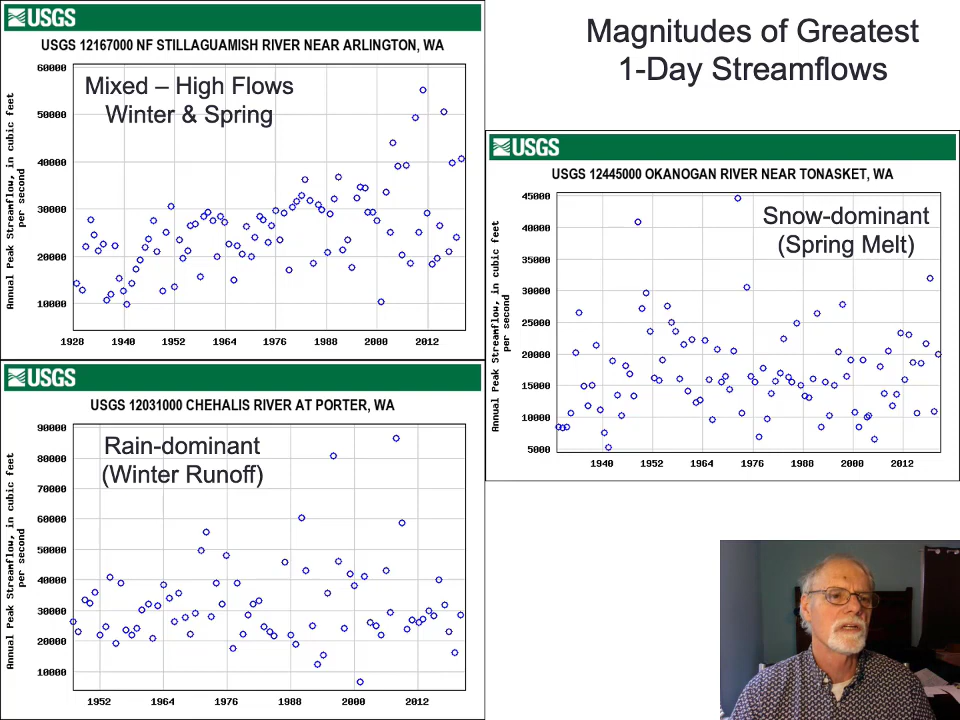 USGS
USGS 12167000 NF STILLAGUAMISH RIVER NEAR ARLINGTON, WA
Annual Peak Streamflow, in cubic feet
per second
60000
50000
40000
30000
20000
10000
Mixed – High Flows
Winter & Spring
1928 1940 1952 1964 1976 1988 2000 2012
USGS
USGS 12031000 CHEHALIS RIVER AT PORTER, WA
Annual Peak Streamflow, in cubic feet
per second
90000
80000
70000
60000
50000
40000
30000
20000
10000
Rain-dominant
(Winter Runoff)
1952 1964 1976 1988 2000 2012
Magnitudes of Greatest
1-Day Streamflows
USGS
USGS 12445000 OKANOGAN RIVER NEAR TONASKET, WA
Annual Peak Streamflow, in cubic feet
per second
45000
40000
35000
30000
25000
20000
15000
10000
5000
Snow-dominant
(Spring Melt)
1940 1952 1964 1976 1988 2000 2012